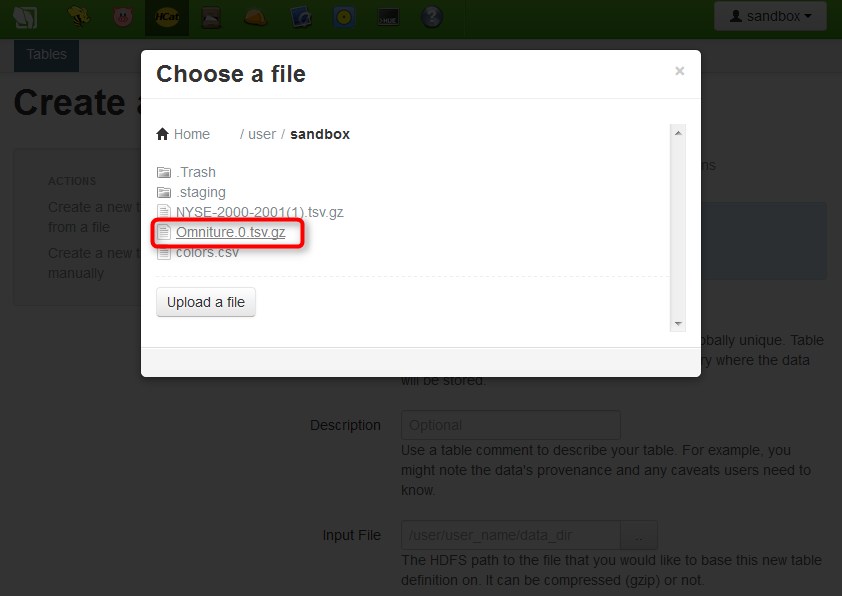 HCat
HUE
sandbox
Tables
Create a
Choose a file
×
Home / user / sandbox
.Trash
.staging
NYSE-2000-2001(1).tsv.gz
Omniture.0.tsv.gz
colors.csv
Upload a file
ACTIONS
Create a new t
from a file
Create a new t
manually
ns
obally unique. Table
ry where the data
will be stored.
Description
Optional
Use a table comment to describe your table. For example, you
might note the data's provenance and any caveats users need to
know.
Input File
/user/user_name/data_dir
..
The HDFS path to the file that you would like to base this new table
definition on. It can be compressed (gzip) or not.